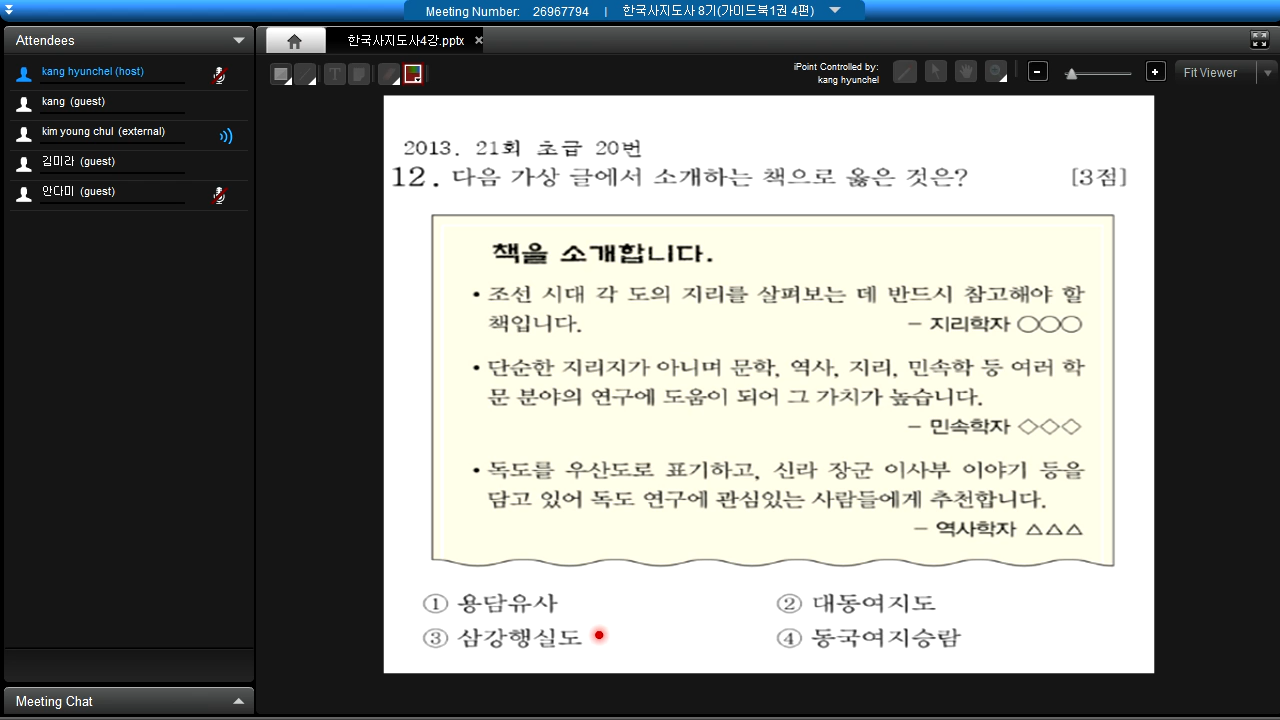 Meeting Number: 26967794 | 한국사지도사 8기(가이드북1권 4편)
Attendees
한국사지도사4강.pptx
kang hyunchel (host)
kang (guest)
kim young chul (external)
김미라 (guest)
안다미 (guest)
Meeting Chat
iPoint Controlled by:
kang hyunchel
Fit Viewer
2013. 21회 초급 20번
12. 다음 가상 글에서 소개하는 책으로 옳은 것은? [3점]
책을 소개합니다.
• 조선 시대 각 도의 지리를 살펴보는 데 반드시 참고해야 할
책입니다. - 지리학자 ○○○
• 단순한 지리지가 아니며 문학, 역사, 지리, 민속학 등 여러 학
문 분야의 연구에 도움이 되어 그 가치가 높습니다.
- 민속학자 ◇◇◇
• 독도를 우산도로 표기하고, 신라 장군 이사부 이야기 등을
담고 있어 독도 연구에 관심있는 사람들에게 추천합니다.
- 역사학자 △△△
① 용담유사 ② 대동여지도
③ 삼강행실도 ④ 동국여지승람